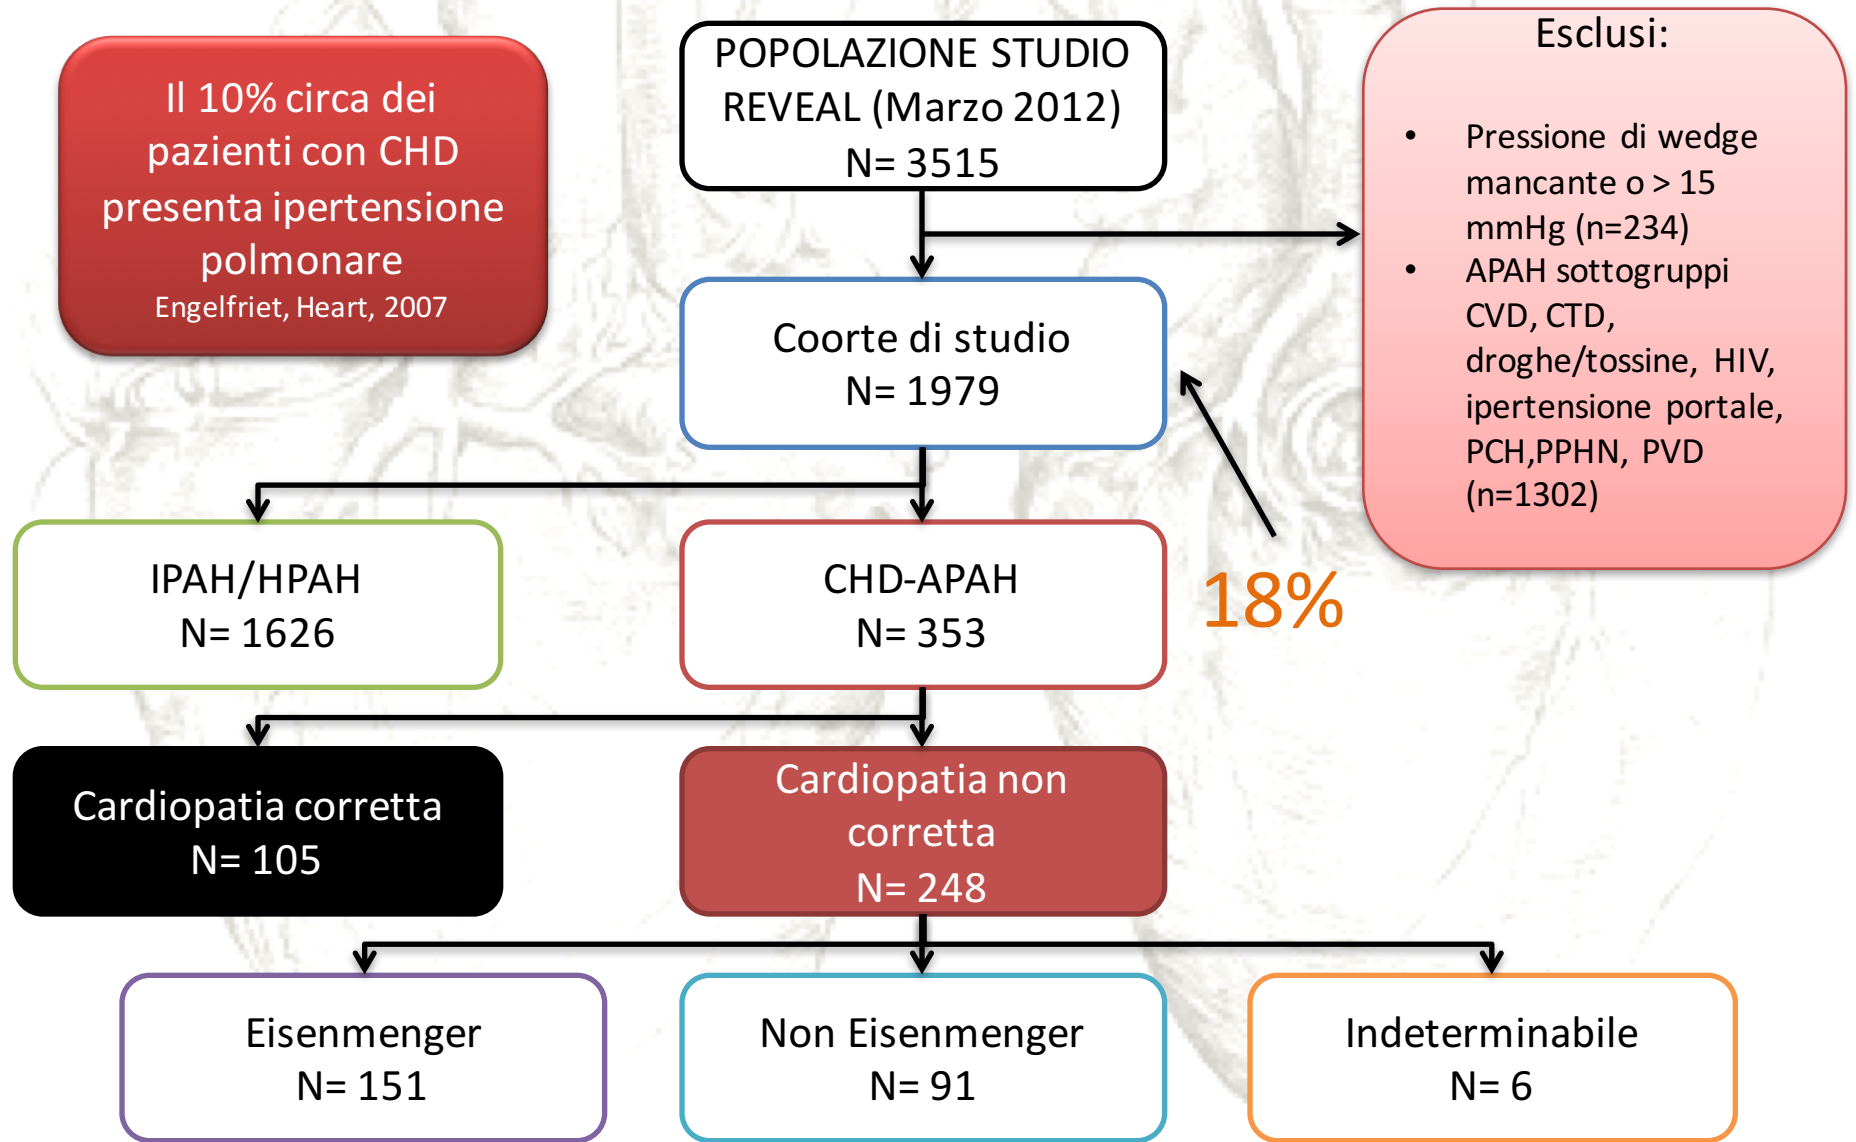 Il 10% circa dei
pazienti con CHD
presenta ipertensione
polmonare
Engelfriet, Heart, 2007
POPOLAZIONE STUDIO
REVEAL (Marzo 2012)
N= 3515
Esclusi:
• Pressione di wedge
mancante o > 15
mmHg (n=234)
• APAH sottogruppi
CVD, CTD,
droghe/tossine, HIV,
ipertensione portale,
PCH,PPHN, PVD
(n=1302)
Coorte di studio
N= 1979
IPAH/HPAH
N= 1626
CHD-APAH
N= 353
18%
Cardiopatia corretta
N= 105
Cardiopatia non
corretta
N= 248
Eisenmenger
N= 151
Non Eisenmenger
N= 91
Indeterminabile
N= 6